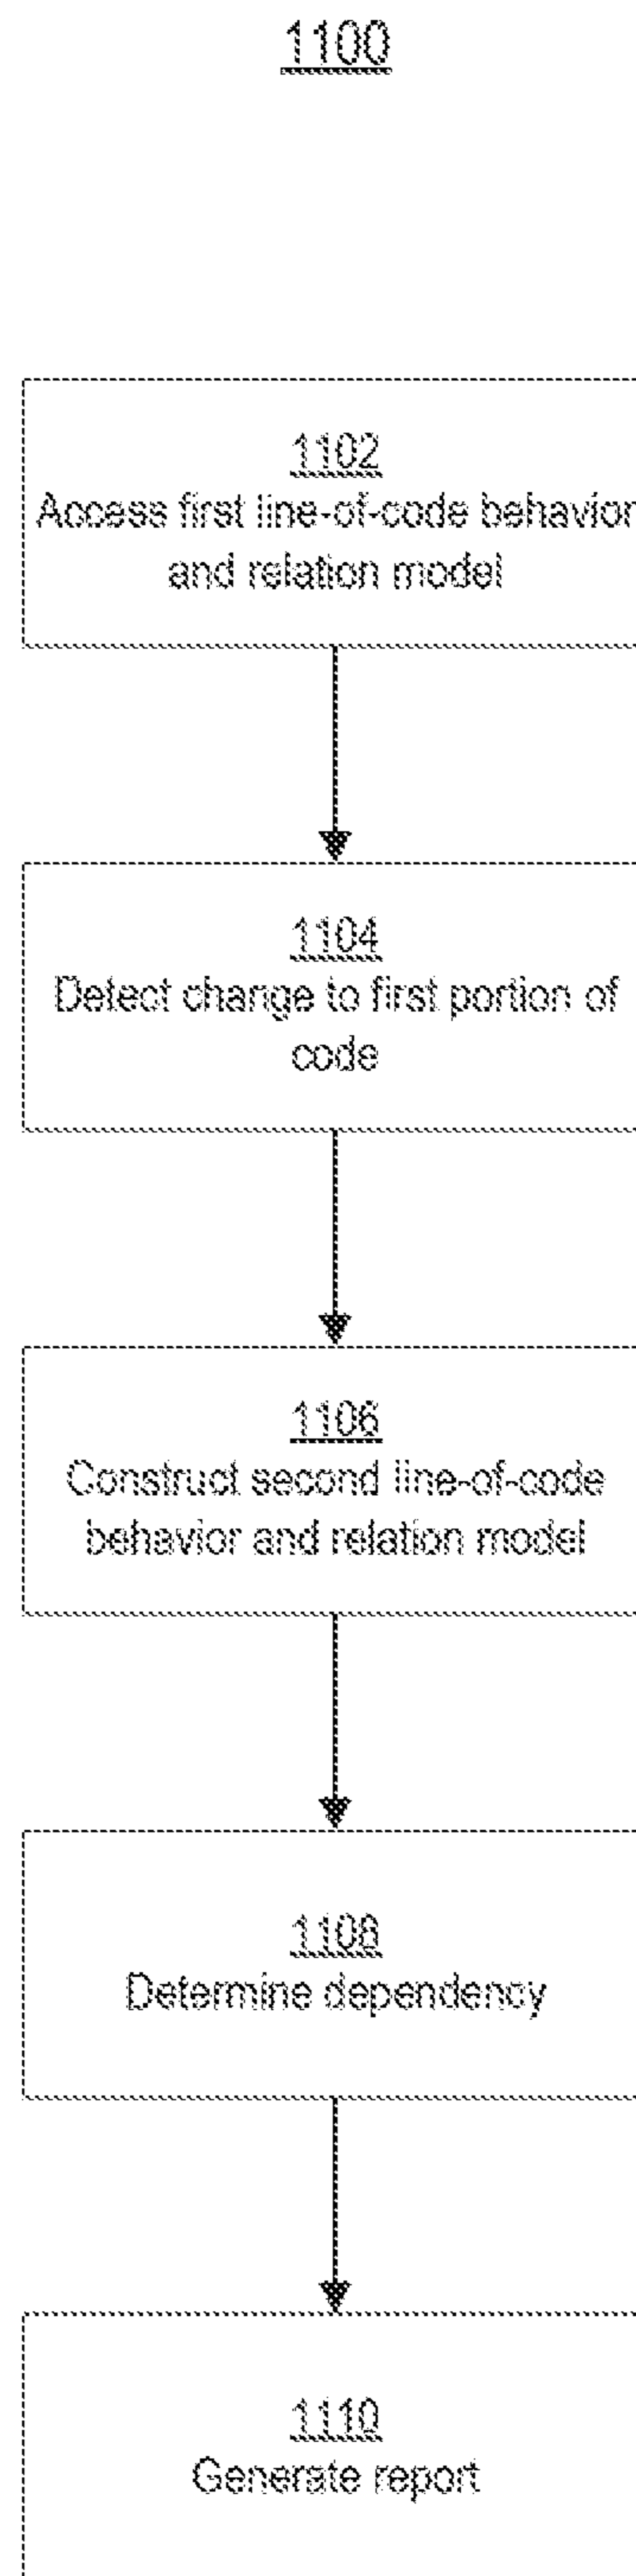 1100
1102
Access first line-of-code behavior
and relation model
1104
Detect change to first portion of
code
1106
Construct second line-of-code
behavior and relation model
1108
Determine dependency
1110
Generate report